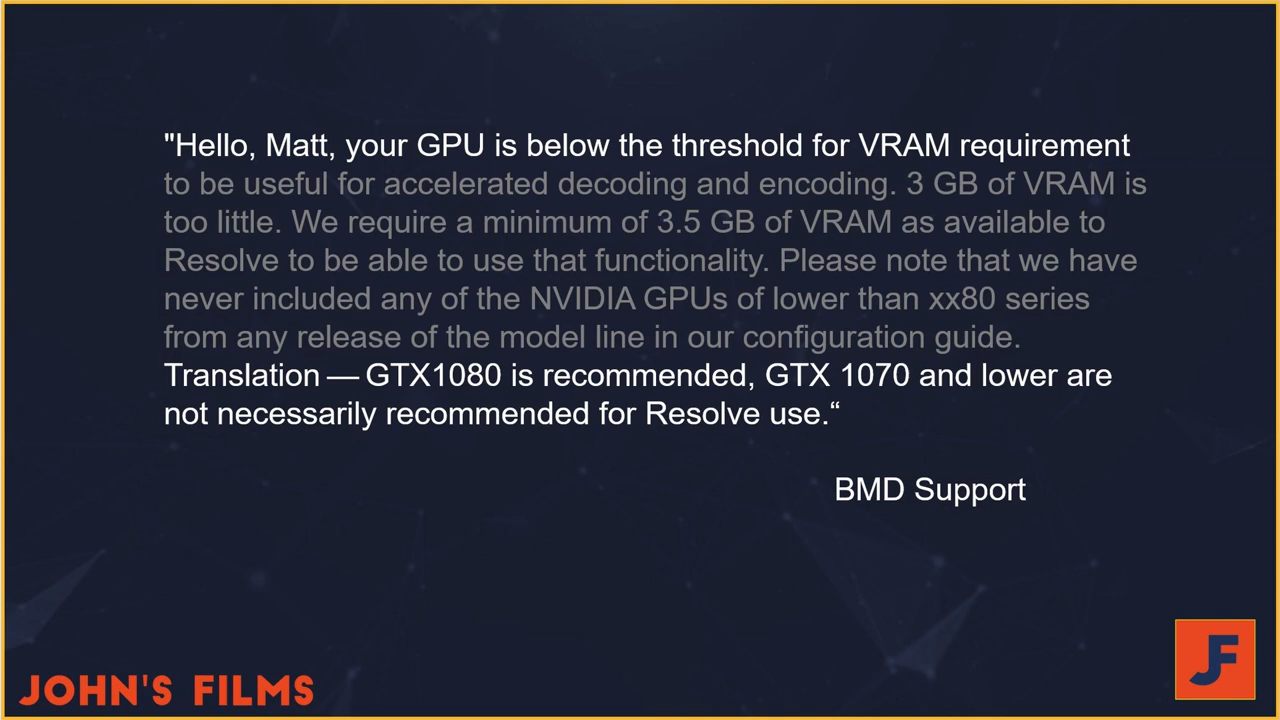 "Hello, Matt, your GPU is below the threshold for VRAM requirement
to be useful for accelerated decoding and encoding. 3 GB of VRAM is
too little. We require a minimum of 3.5 GB of VRAM as available to
Resolve to be able to use that functionality. Please note that we have
never included any of the NVIDIA GPUs of lower than xx80 series
from any release of the model line in our configuration guide.
Translation — GTX1080 is recommended, GTX 1070 and lower are
not necessarily recommended for Resolve use.“
BMD Support
JOHN'S FILMS
JF